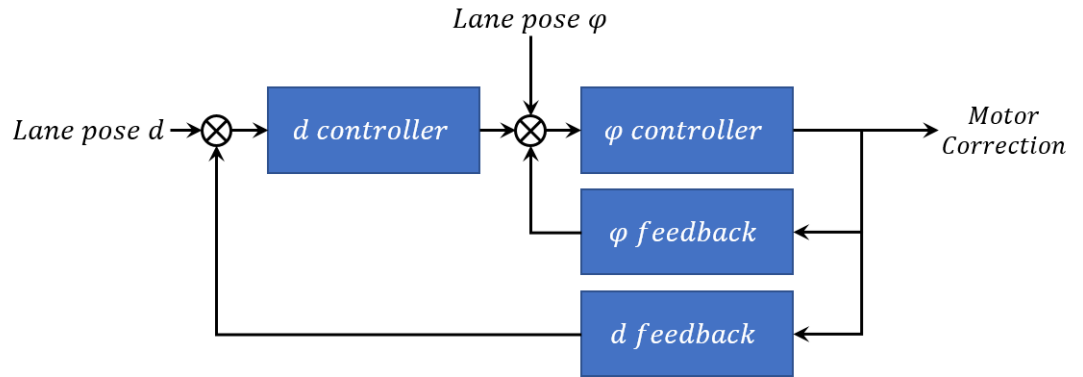 Lane pose φ
Lane pose d
d controller
φ controller
Motor
Correction
φ feedback
d feedback